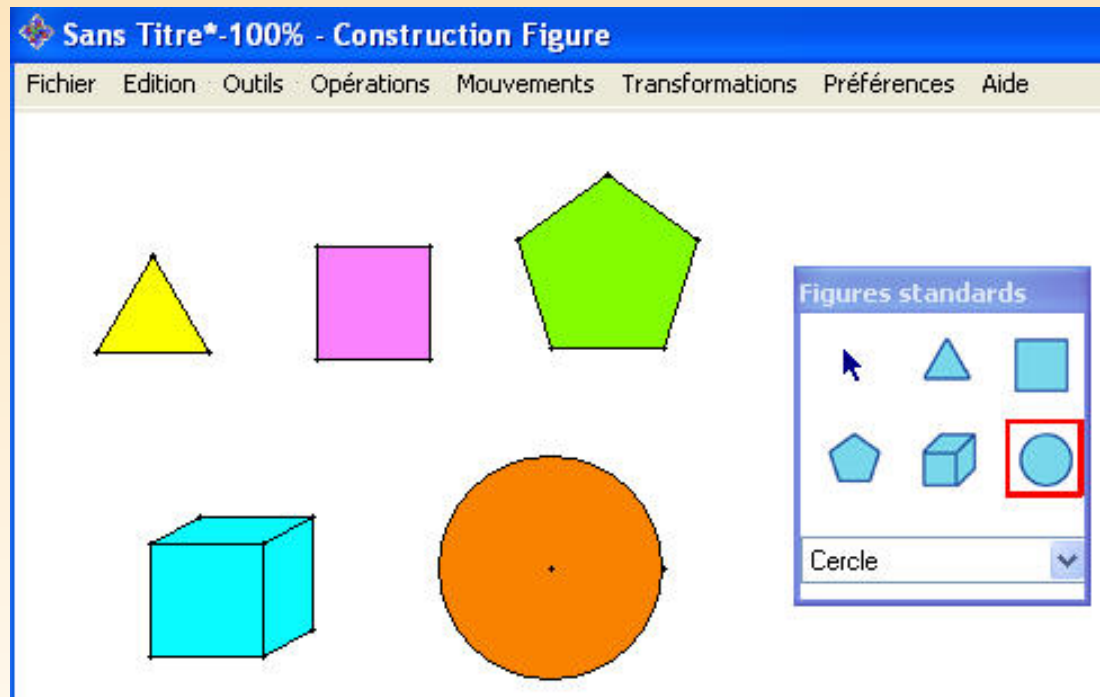 Sans Titre*-100% - Construction Figure
Fichier Edition Outils Opérations Mouvements Transformations Préférences Aide
Figures standards
Cercle